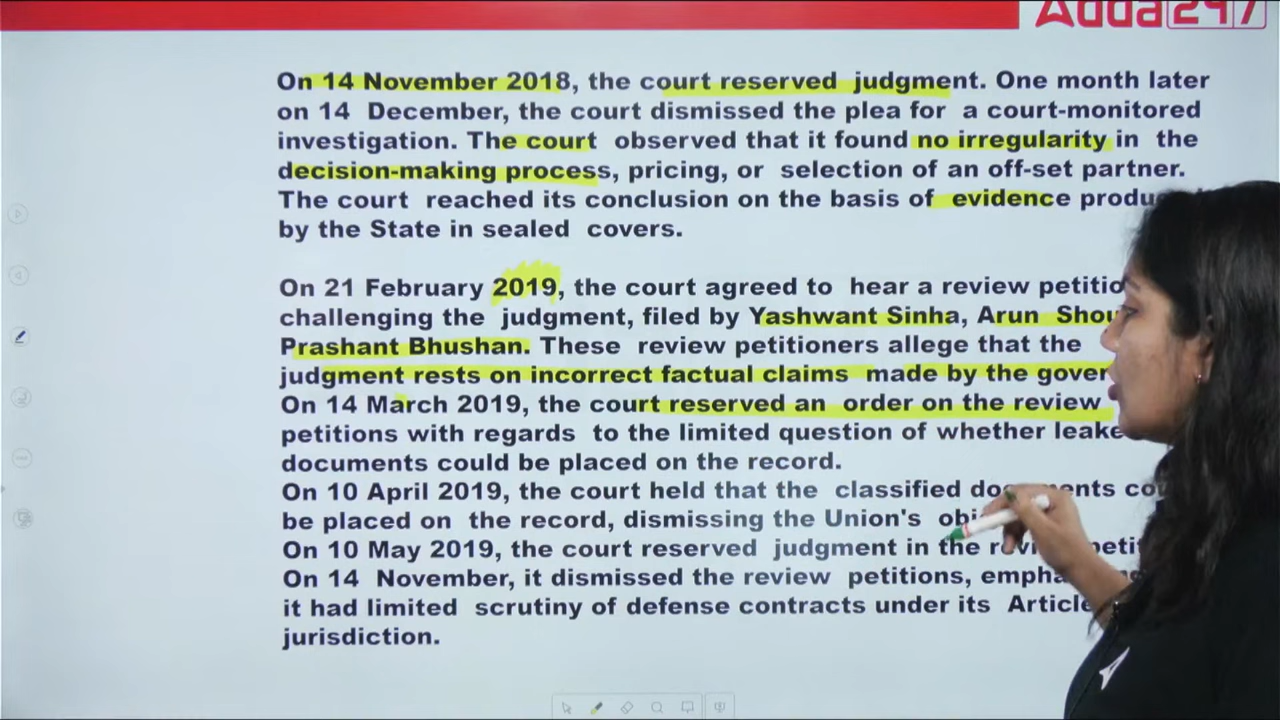 Adda247
On 14 November 2018, the court reserved judgment. One month later
on 14 December, the court dismissed the plea for a court-monitored
investigation. The court observed that it found no irregularity in the
decision-making process, pricing, or selection of an off-set partner.
The court reached its conclusion on the basis of evidence
by the State in sealed covers.
On 21 February 2019, the court agreed to hear a review
challenging the judgment, filed by Yashwant Sinha, Arun
Prashant Bhushan. These review petitioners allege that the
judgment rests on incorrect factual claims made by the
On 14 March 2019, the court reserved an order on the review
petitions with regards to the limited question of whether
documents could be placed on the record.
On 10 April 2019, the court held that the classified
be placed on the record, dismissing the Union's
On 10 May 2019, the court reserved judgment in the
On 14 November, it dismissed the review petitions,
it had limited scrutiny of defense contracts under its Article
jurisdiction.